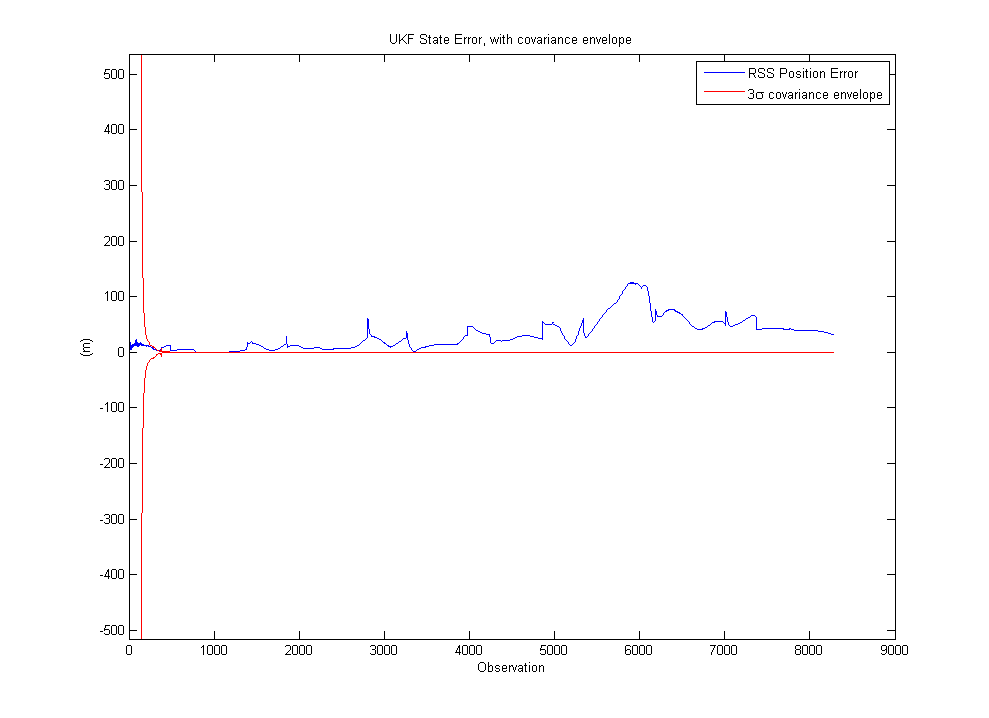 UKF State Error, with covariance envelope
RSS Position Error
3σ covariance envelope
500
400
300
200
100
0
-100
-200
-300
-400
-500
(m)
0 1000 2000 3000 4000 5000 6000 7000 8000 9000
Observation